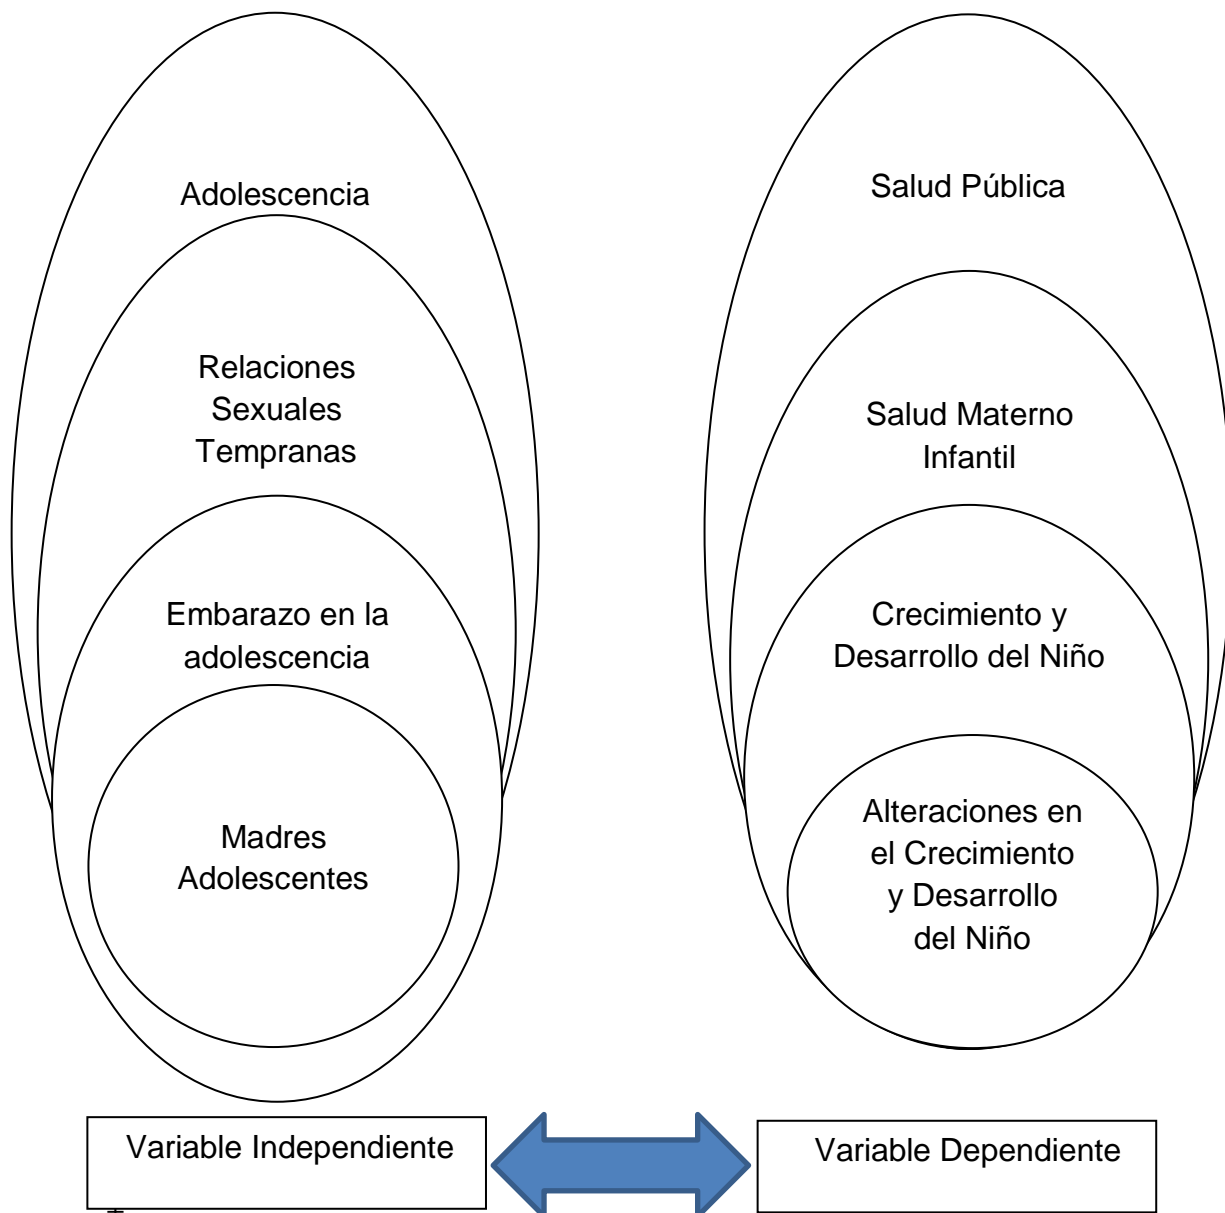 Adolescencia
Relaciones
Sexuales
Tempranas
Embarazo en la
adolescencia
Madres
Adolescentes
Variable Independiente
Salud Pública
Salud Materno
Infantil
Crecimiento y
Desarrollo del Niño
Alteraciones en
el Crecimiento
y Desarrollo
del Niño
Variable Dependiente